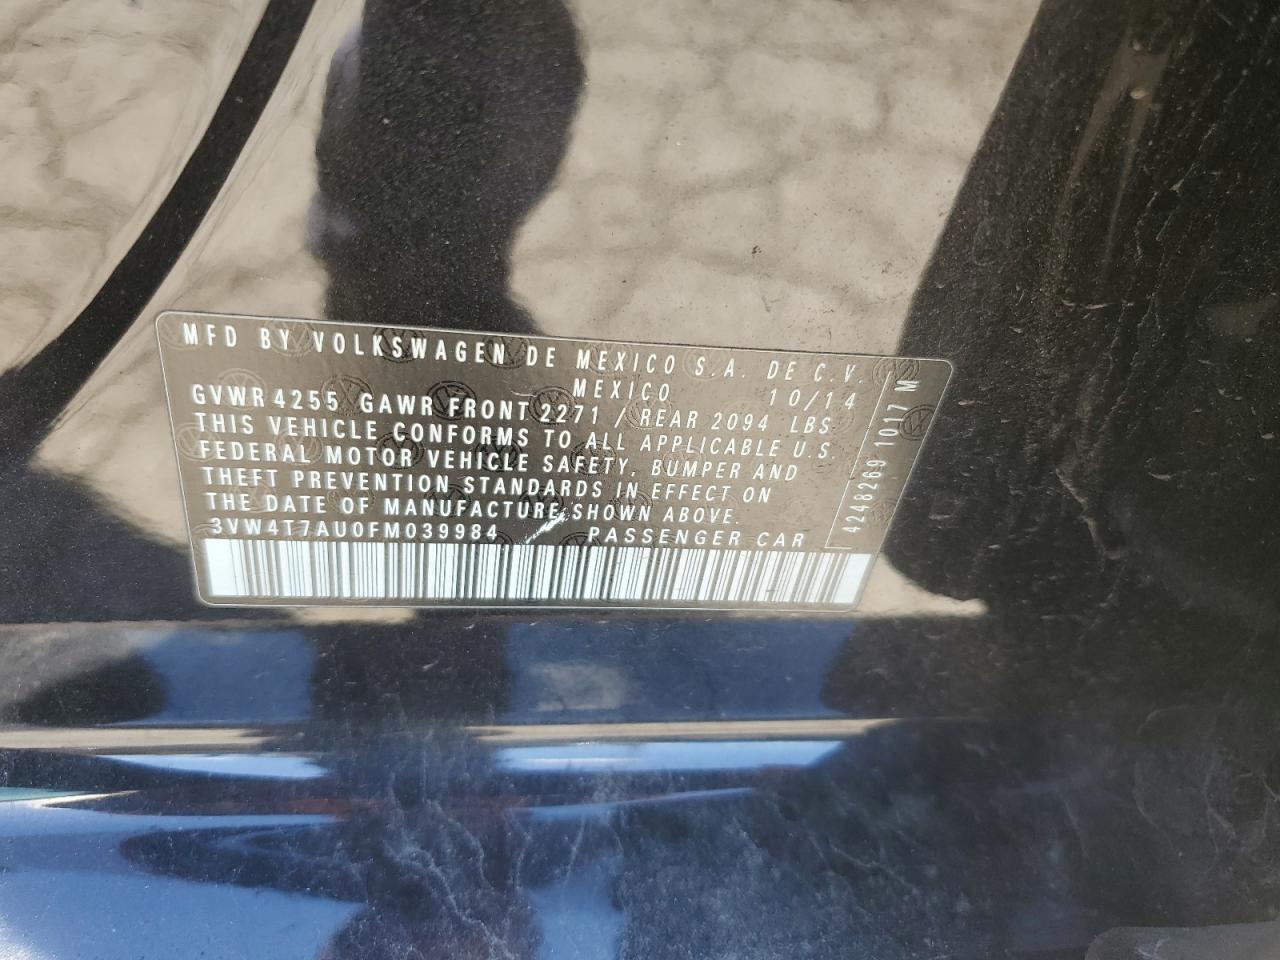 MFD BY VOLKSWAGEN DE MEXICO S.A. DE C.V.
MEXICO 10/14
GVWR 4255 GAWR FRONT 2271 / REAR 2094 LBS
THIS VEHICLE CONFORMS TO ALL APPLICABLE U.S.
FEDERAL MOTOR VEHICLE SAFETY, BUMPER AND
THEFT PREVENTION STANDARDS IN EFFECT ON
THE DATE OF MANUFACTURE SHOWN ABOVE.
3VW4T7AU0FM039984 PASSENGER CAR
4248269 1017 M